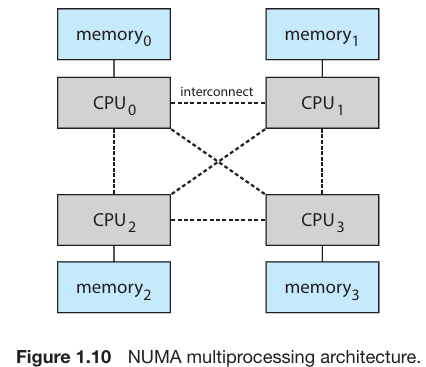 memory₀ memory₁
interconnect
CPU₀ CPU₁
CPU₂ CPU₃
memory₂ memory₃
Figure 1.10 NUMA multiprocessing architecture.